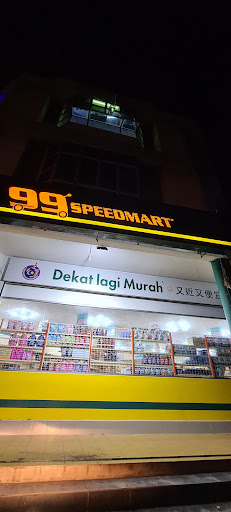 99 SPEEDMART
Dekat lagi Murah 又近又便宜